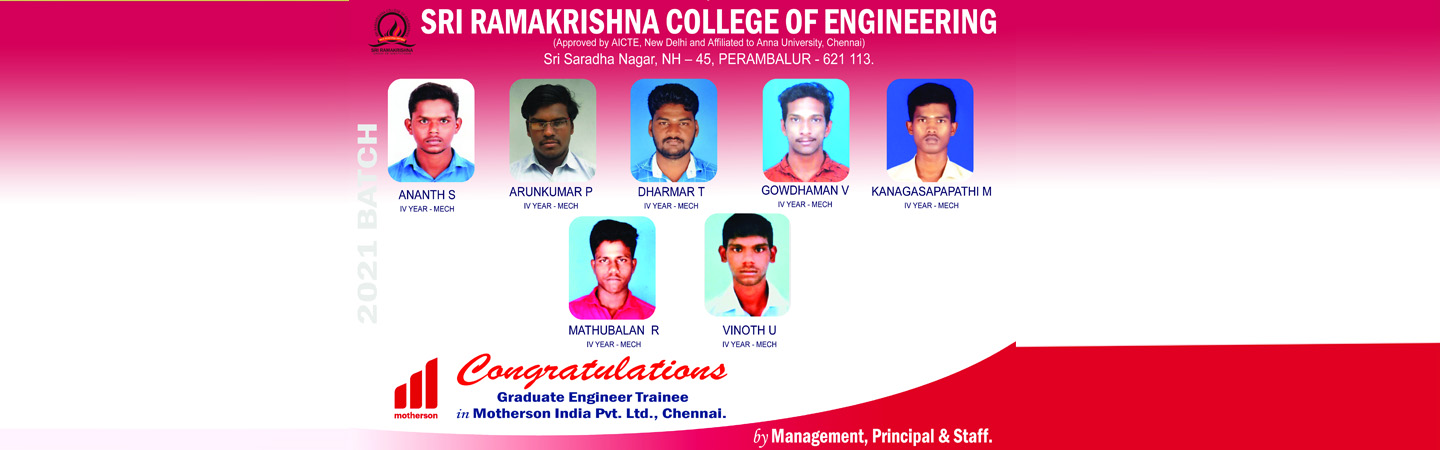 SRI RAMAKRISHNA COLLEGE OF ENGINEERING
(Approved by AICTE, New Delhi and Affiliated to Anna University, Chennai)
SRI RAMAKRISHNA
Sri Saradha Nagar, NH – 45, PERAMBALUR - 621 113.
2021 BATCH
ANANTH S
IV YEAR - MECH
ARUNKUMAR P
IV YEAR - MECH
DHARMAR T
IV YEAR - MECH
GOWDHAMAN V
IV YEAR - MECH
KANAGASAPAPATHI M
IV YEAR - MECH
MATHUBALAN R
IV YEAR - MECH
VINOTH U
IV YEAR - MECH
motherson
Congratulations
Graduate Engineer Trainee
in Motherson India Pvt. Ltd., Chennai.
by Management, Principal & Staff.